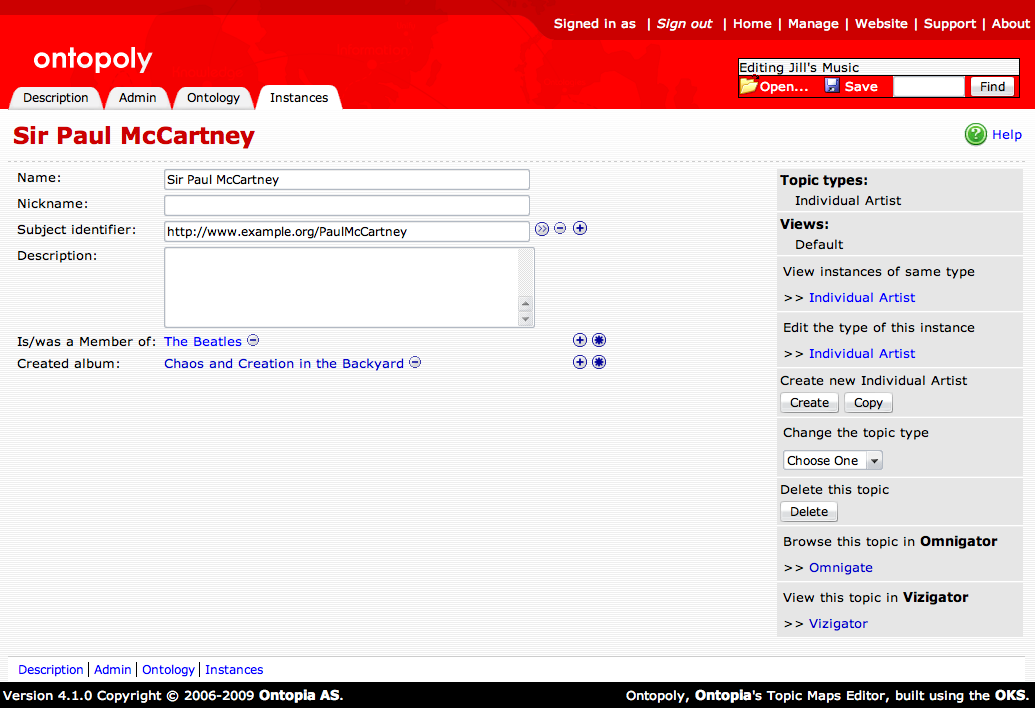 Signed in as | Sign out | Home | Manage | Website | Support | About
ontopoly
Editing Jill's Music
Open... Save Find
Description Admin Ontology Instances
Sir Paul McCartney
Help
Name: Sir Paul McCartney
Nickname:
Subject identifier: http://www.example.org/PaulMcCartney
Description:
Is/was a Member of: The Beatles
Created album: Chaos and Creation in the Backyard
Topic types:
Individual Artist
Views:
Default
View instances of same type
>> Individual Artist
Edit the type of this instance
>> Individual Artist
Create new Individual Artist
Create Copy
Change the topic type
Choose One
Delete this topic
Delete
Browse this topic in Omnigator
>> Omnigate
View this topic in Vizigator
>> Vizigator
Description | Admin | Ontology | Instances
Version 4.1.0 Copyright © 2006-2009 Ontopia AS.
Ontopoly, Ontopia's Topic Maps Editor, built using the OKS.